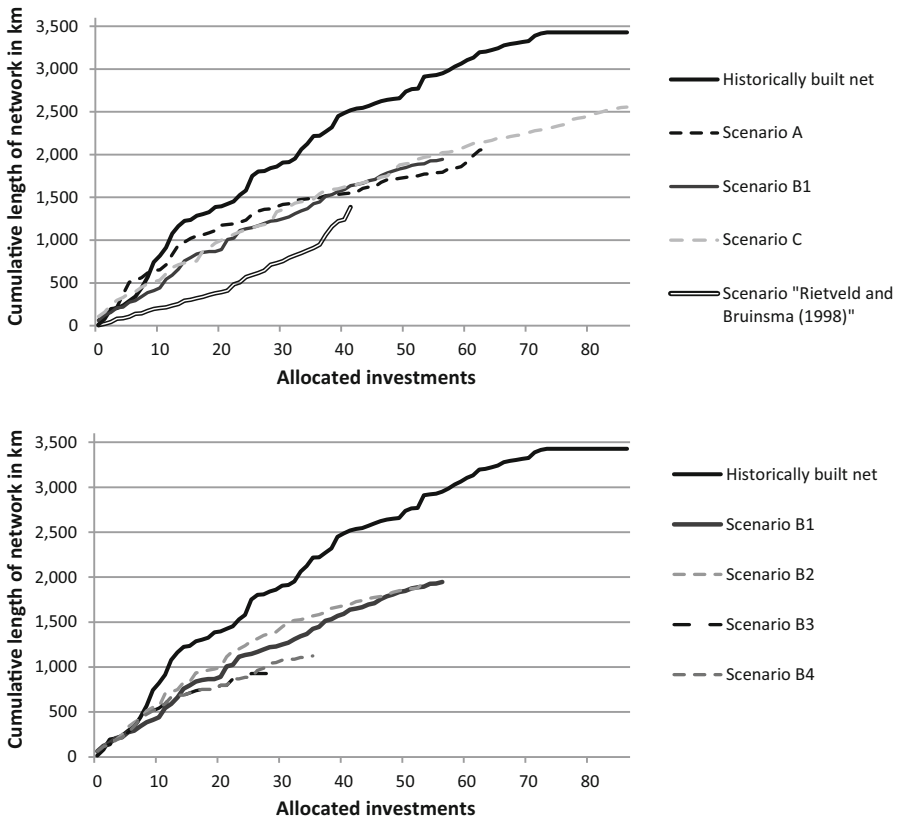 Cumulative length of network in km
3,500
3,000
2,500
2,000
1,500
1,000
500
0
0 10 20 30 40 50 60 70 80
Allocated investments
Historically built net
Scenario A
Scenario B1
Scenario C
Scenario "Rietveld and
Bruinsma (1998)"
Cumulative length of network in km
3,500
3,000
2,500
2,000
1,500
1,000
500
0
0 10 20 30 40 50 60 70 80
Allocated investments
Historically built net
Scenario B1
Scenario B2
Scenario B3
Scenario B4